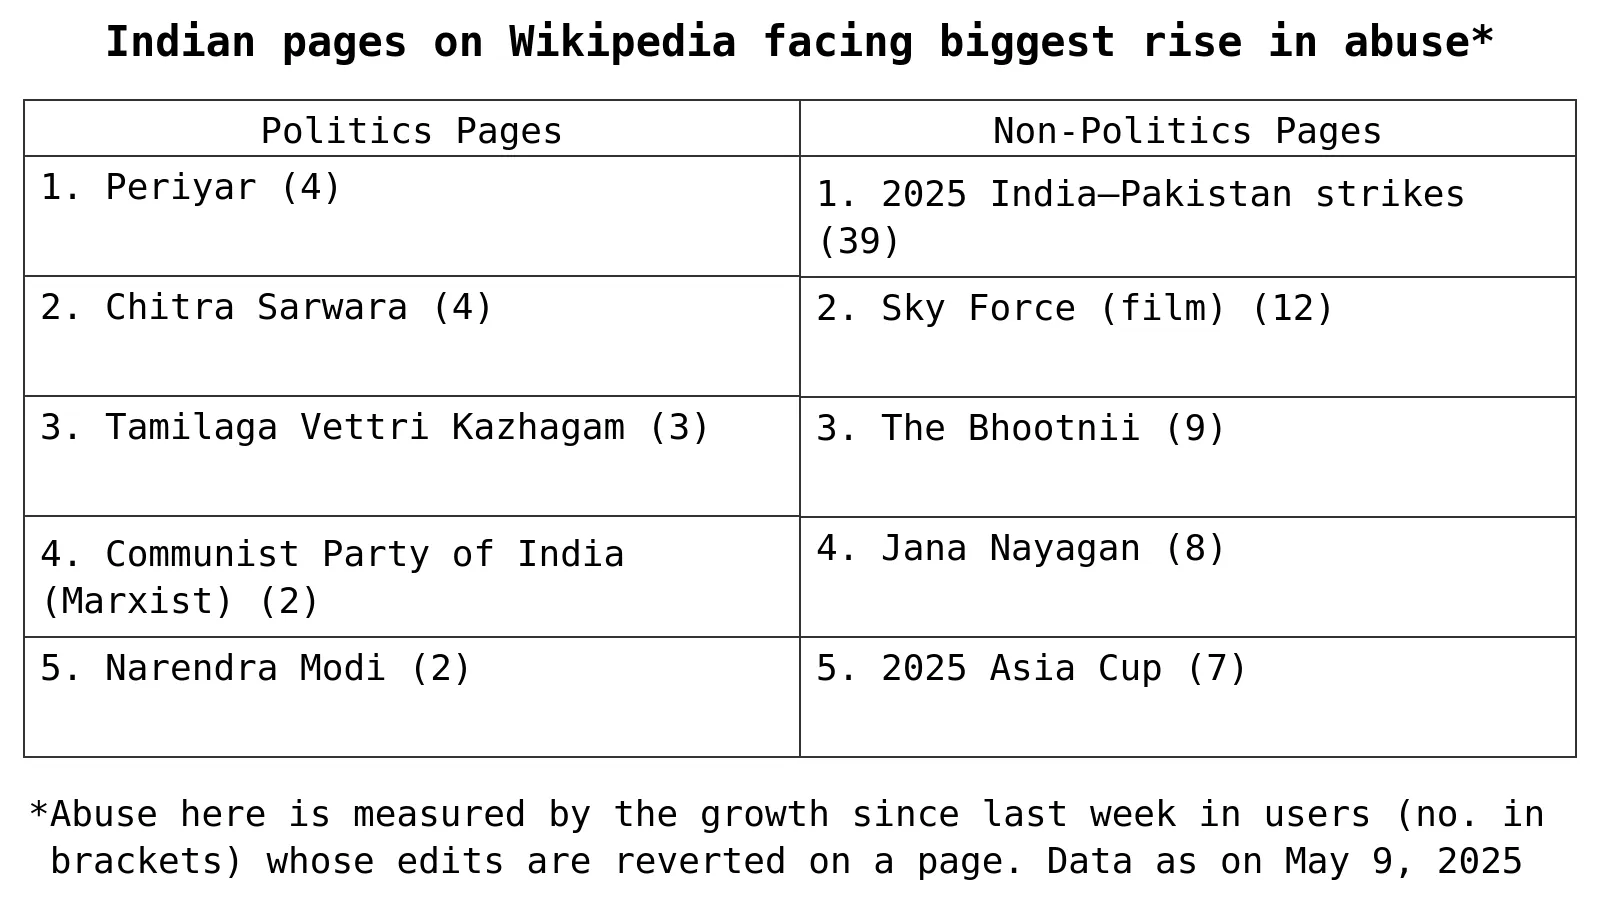 Indian pages on Wikipedia facing biggest rise in abuse*
Politics Pages
Non-Politics Pages
1. Periyar (4)
1. 2025 India–Pakistan strikes
(39)
2. Chitra Sarwara (4)
2. Sky Force (film) (12)
3. Tamilaga Vettri Kazhagam (3)
3. The Bhootnii (9)
4. Communist Party of India
(Marxist) (2)
4. Jana Nayagan (8)
5. Narendra Modi (2)
5. 2025 Asia Cup (7)
*Abuse here is measured by the growth since last week in users (no. in
brackets) whose edits are reverted on a page. Data as on May 9, 2025